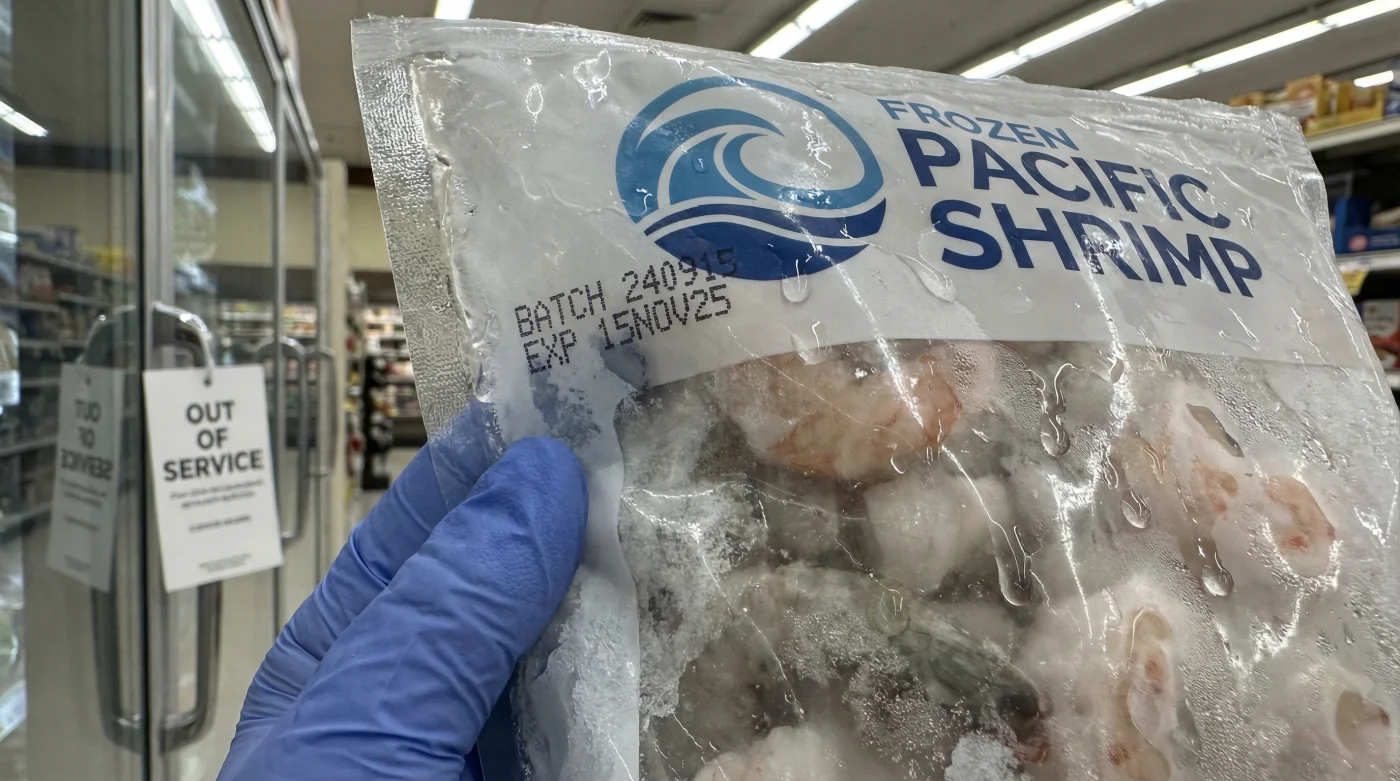 FROZEN
PACIFIC
SHRIMP
BATCH 240915
EXP 15NOV25
OUT
OF
SERVICE